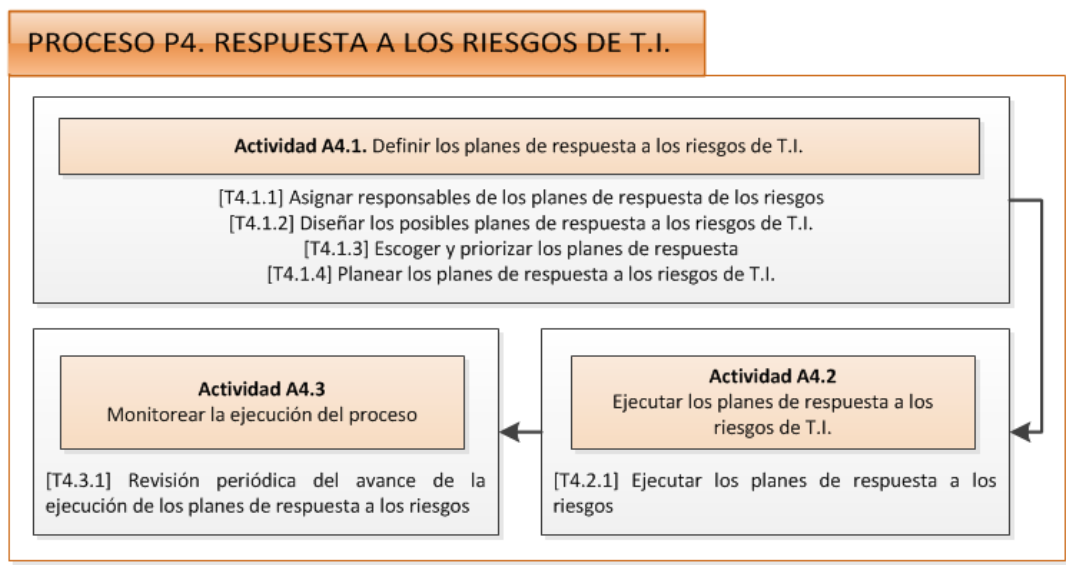 PROCESO P4. RESPUESTA A LOS RIESGOS DE T.I.
Actividad A4.1. Definir los planes de respuesta a los riesgos de T.I.
[T4.1.1] Asignar responsables de los planes de respuesta de los riesgos
[T4.1.2] Diseñar los posibles planes de respuesta a los riesgos de T.I.
[T4.1.3] Escoger y priorizar los planes de respuesta
[T4.1.4] Planear los planes de respuesta a los riesgos de T.I.
Actividad A4.2
Ejecutar los planes de respuesta a los
riesgos de T.I.
[T4.2.1] Ejecutar los planes de respuesta a los
riesgos
Actividad A4.3
Monitorear la ejecución del proceso
[T4.3.1] Revisión periódica del avance de la
ejecución de los planes de respuesta a los riesgos